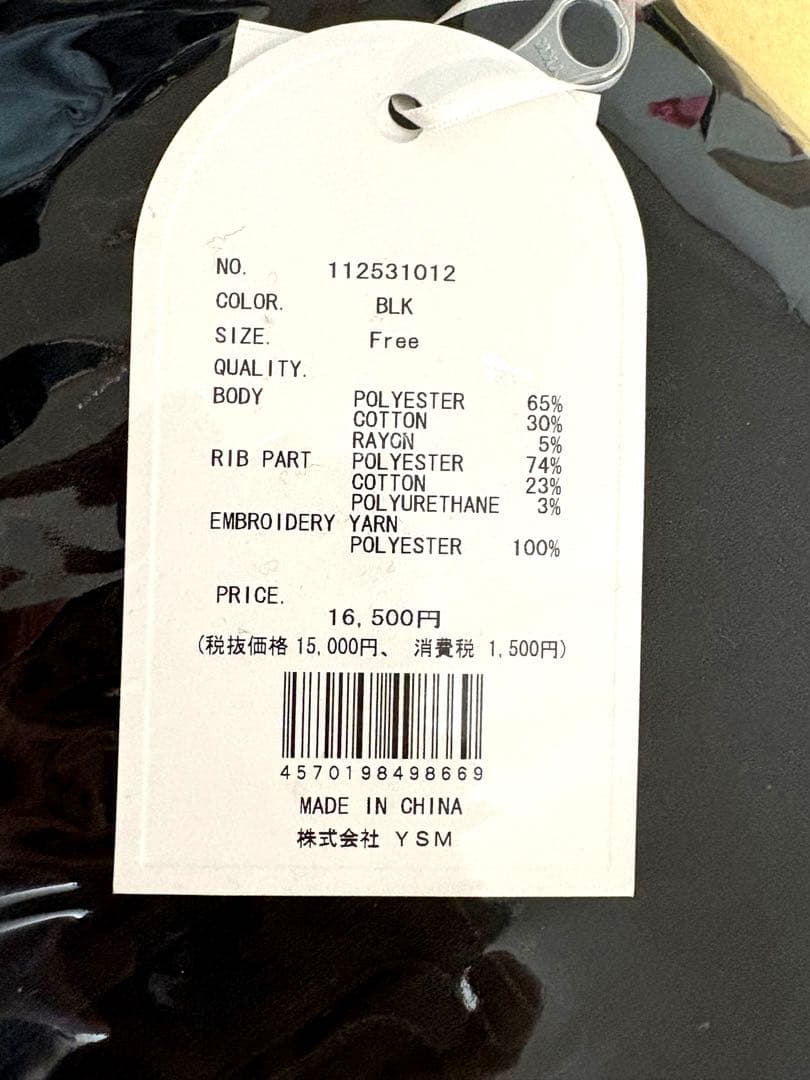 NO. 112531012
COLOR. BLK
SIZE. Free
QUALITY.
BODY POLYESTER 65%
COTTON 30%
RAYON 5%
RIB PART POLYESTER 74%
COTTON 23%
POLYURETHANE 3%
EMBROIDERY YARN
POLYESTER 100%
PRICE.
16,500円
(税抜価格 15,000円、 消費税 1,500円)
4570198498669
MADE IN CHINA
株式会社 YSM